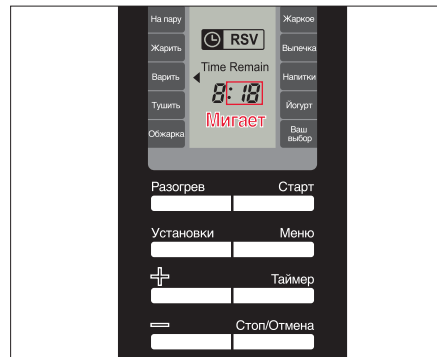 На пару
Жарить
Варить
Тушить
Обжарка
RSV
Time Remain
8:18
Мигает
Жаркое
Выпечка
Напитки
Йогурт
Ваш
выбор
Разогрев Старт
Установки Меню
+ Таймер
− Стоп/Отмена